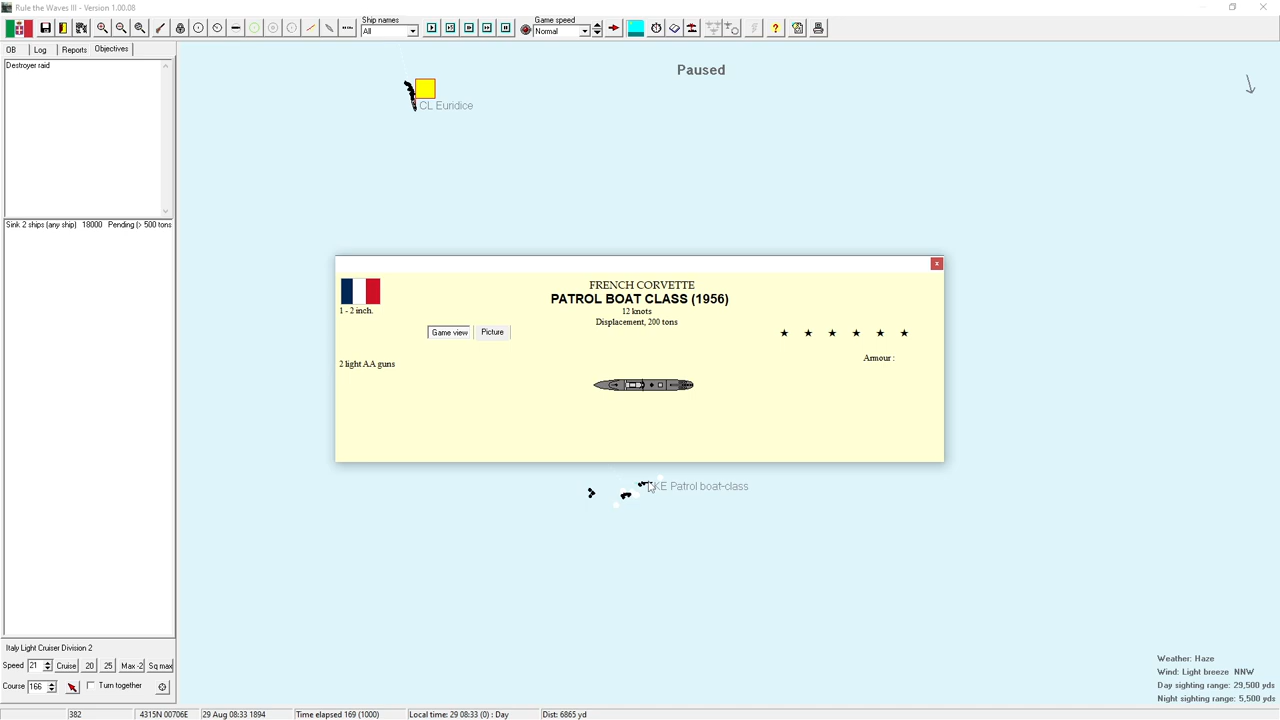 Rule the Waves III - Version 1.00.08
Ship names
All
Game speed
Normal
OB Log Reports Objectives
Destroyer raid
Paused
CL Euridice
Sink 2 ships (any ship) 18000 Pending (> 500 tons
x
FRENCH CORVETTE
PATROL BOAT CLASS (1956)
12 knots
Displacement, 200 tons
1 - 2 inch.
Game view Picture
★ ★ ★ ★ ★ ★
Armour :
2 light AA guns
KE Patrol boat-class
Italy Light Cruiser Division 2
Speed 21 Cruise 20 25 Max -2 Sq max
Course 166 Turn together
Weather: Haze
Wind: Light breeze NNW
Day sighting range: 29,500 yds
Night sighting range: 5,500 yds
382 4315N 00706E 29 Aug 08:33 1894 Time elapsed 169 (1000) Local time: 29 08:33 (0) : Day Dist: 6865 yd